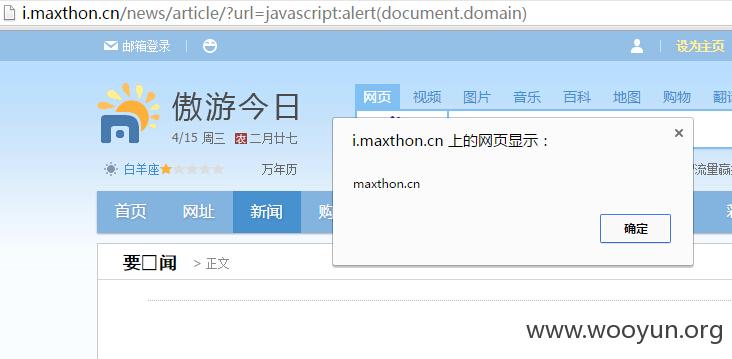 i.maxthon.cn/news/article/?url=javascript:alert(document.domain)
邮箱登录
设为主页
傲游今日
4/15 周三 农 二月廿七
白羊座
万年历
网页 视频 图片 音乐 百科 地图 购物 翻译
i.maxthon.cn 上的网页显示：
maxthon.cn
确定
流量赢
首页 网址 新闻 购
彩
要□闻 > 正文
www.wooyun.org